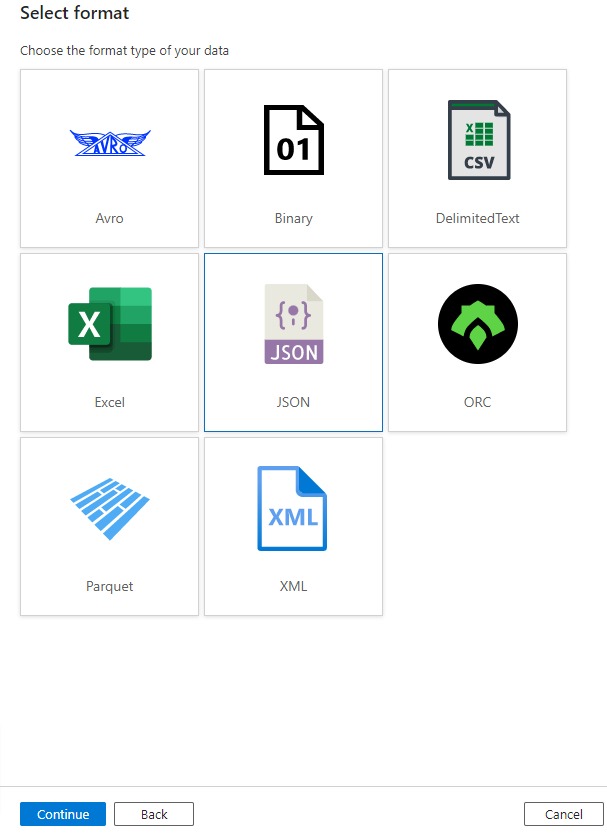 Select format
Choose the format type of your data
AVRO
01
X
CSV
Avro
Binary
DelimitedText
X
{•}
JSON
Excel
JSON
ORC
XML
Parquet
XML
Continue
Back
Cancel